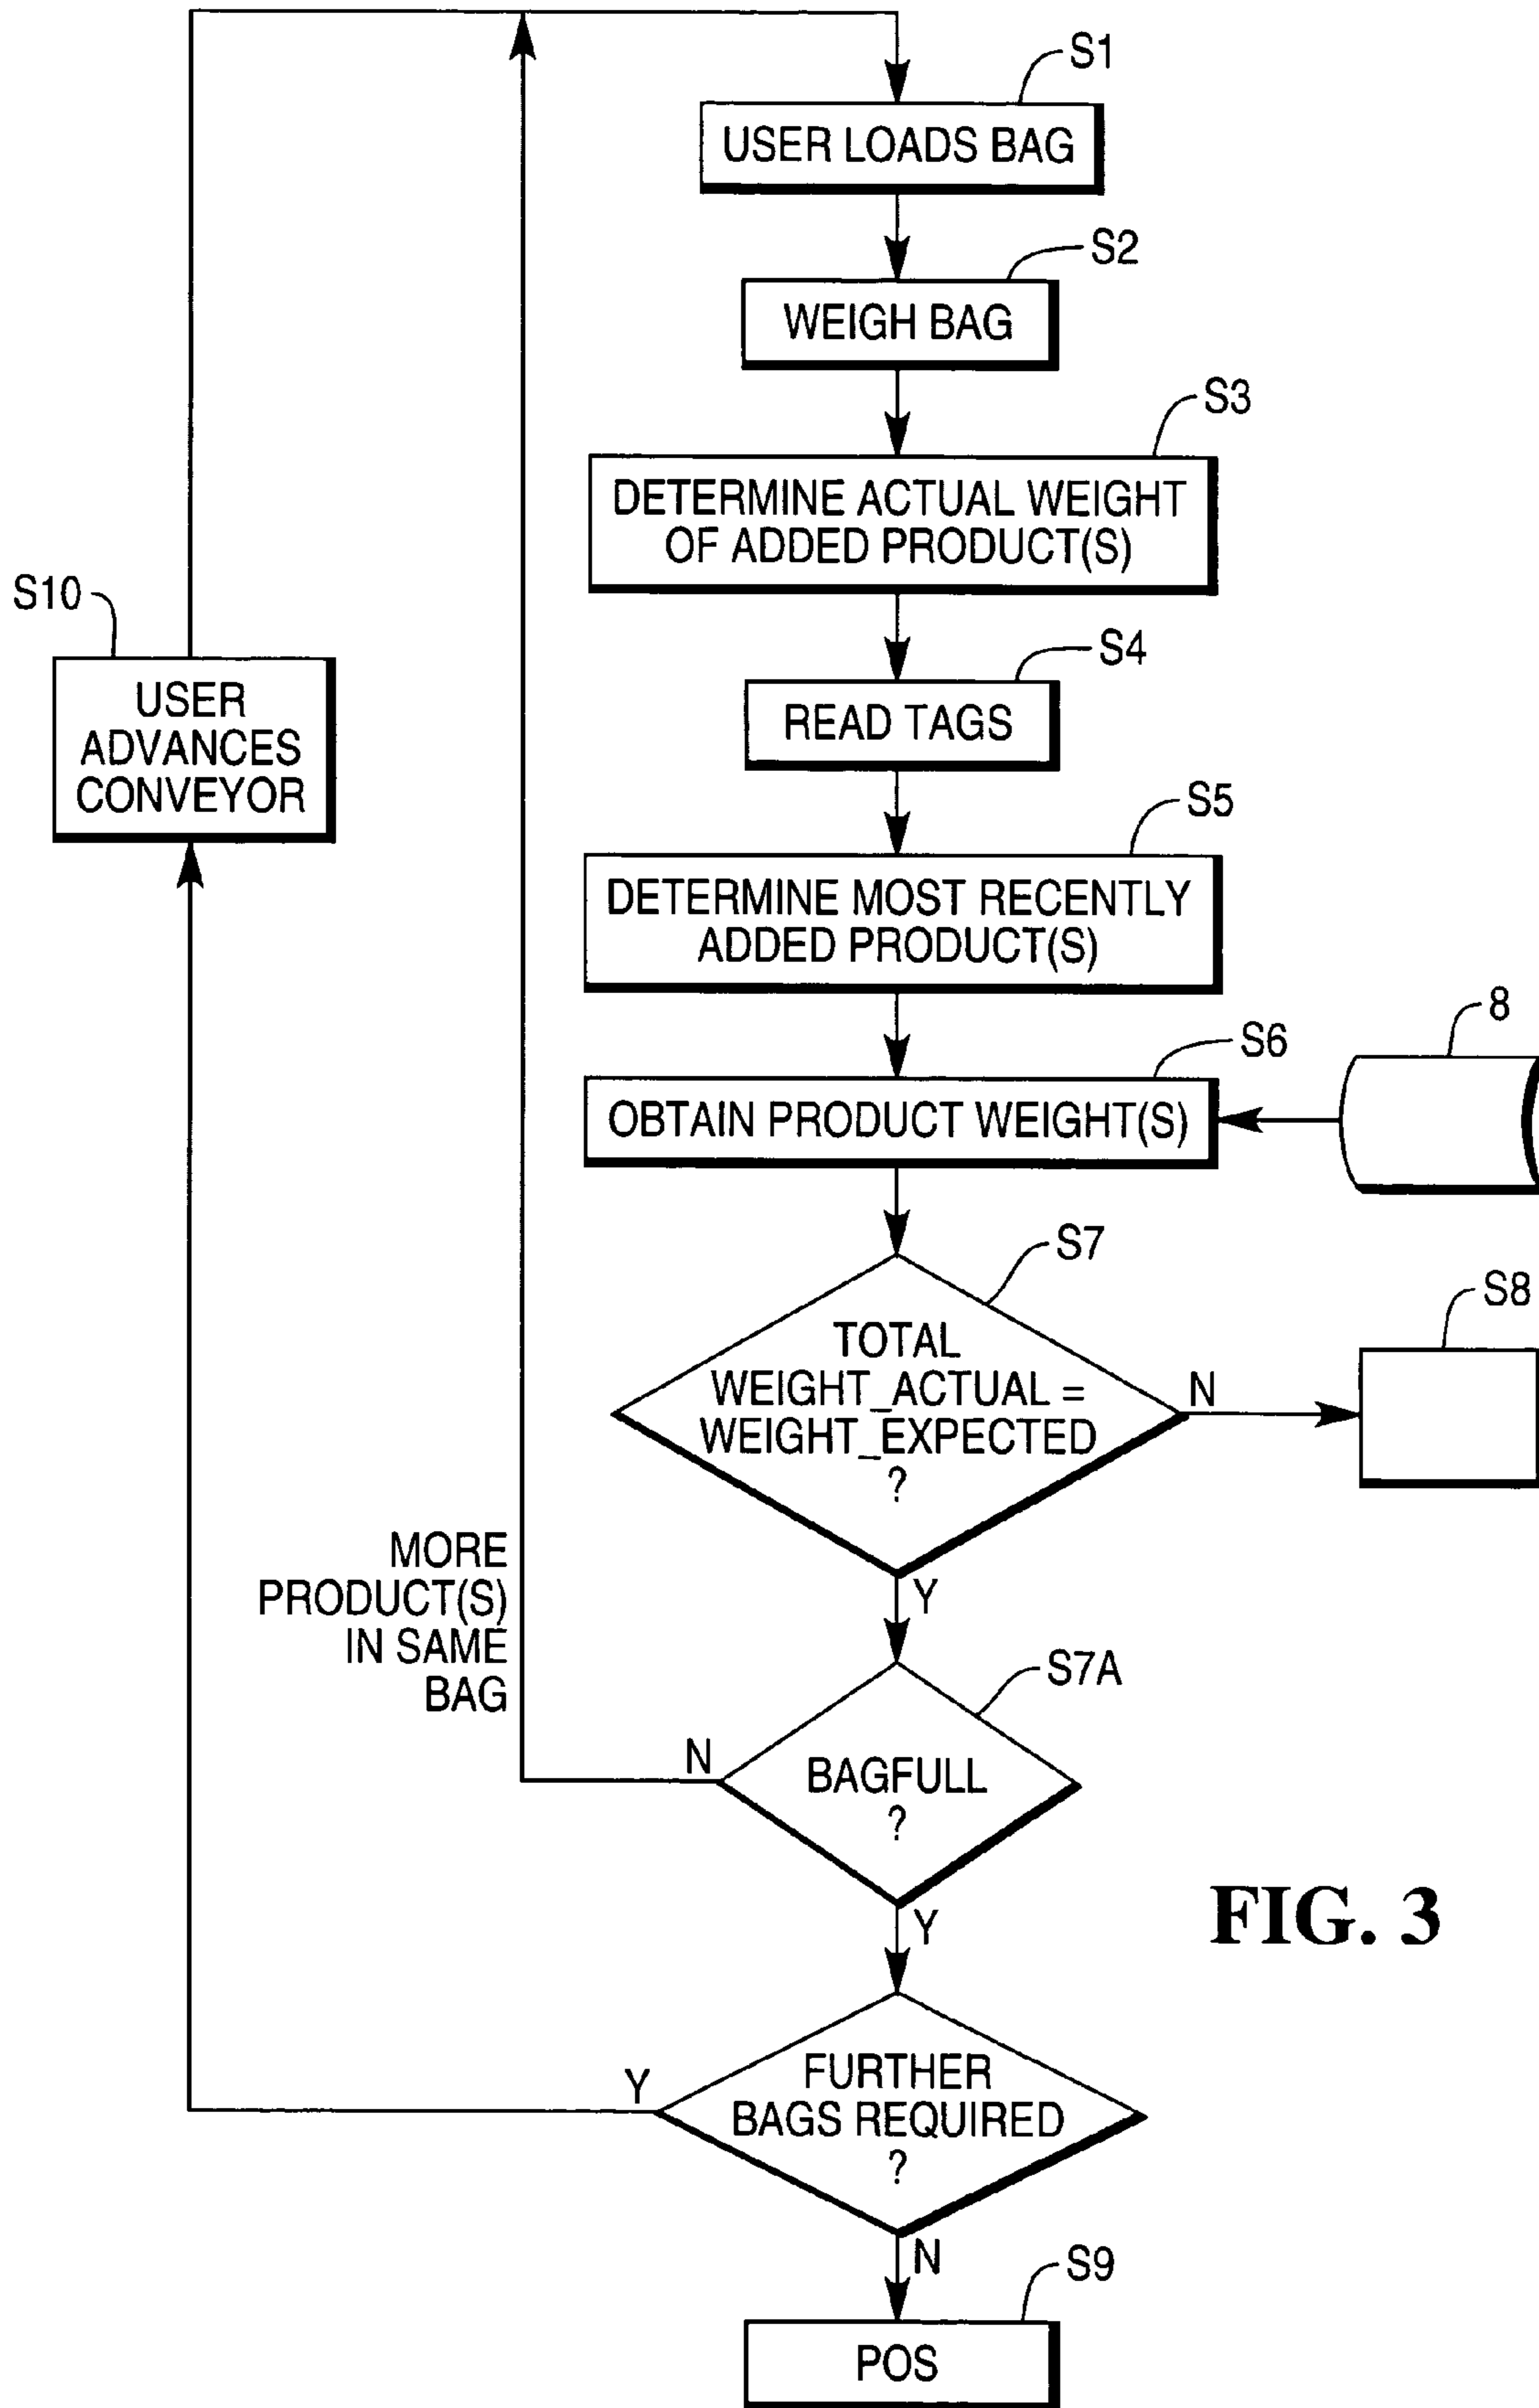 S1
USER LOADS BAG
S2
WEIGH BAG
S3
DETERMINE ACTUAL WEIGHT
OF ADDED PRODUCT(S)
S10
USER
ADVANCES
CONVEYOR
S4
READ TAGS
S5
DETERMINE MOST RECENTLY
ADDED PRODUCT(S)
8
S6
OBTAIN PRODUCT WEIGHT(S)
S7
TOTAL
WEIGHT_ACTUAL =
WEIGHT_EXPECTED
?
N
S8
Y
MORE
PRODUCT(S)
IN SAME
BAG
S7A
N
BAGFULL
?
Y
FIG. 3
Y
FURTHER
BAGS REQUIRED
?
N
S9
POS